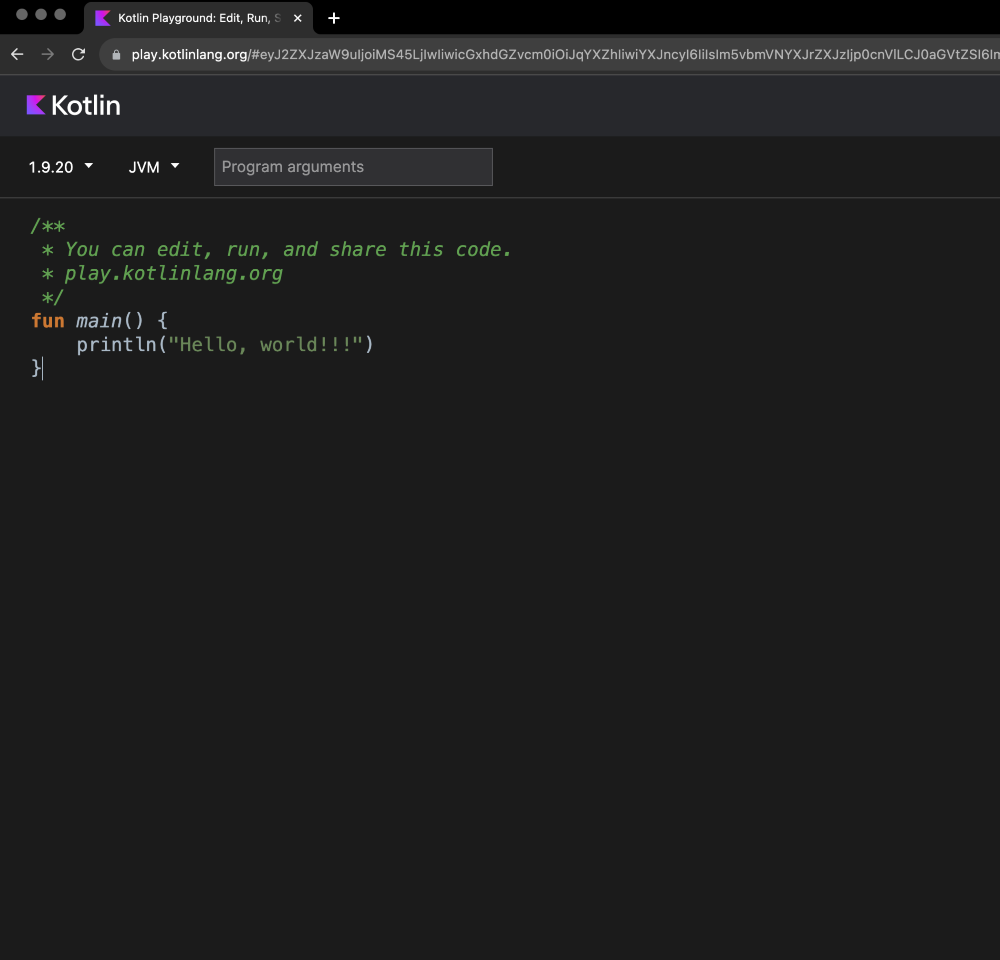 Kotlin Playground: Edit, Run, S
play.kotlinlang.org/#eyJ2ZXJzaW9uIjoiMS45LjIwIiwicGxhdGZvcm0iOiJqYXZhIiwiYXJncyI6IiIsIm5vbmVNYXJrZXJzIjp0cnVlLCJ0aGVtZSI6Im
Kotlin
1.9.20 JVM Program arguments
/**
 * You can edit, run, and share this code.
 * play.kotlinlang.org
 */
fun main() {
    println("Hello, world!!!")
}